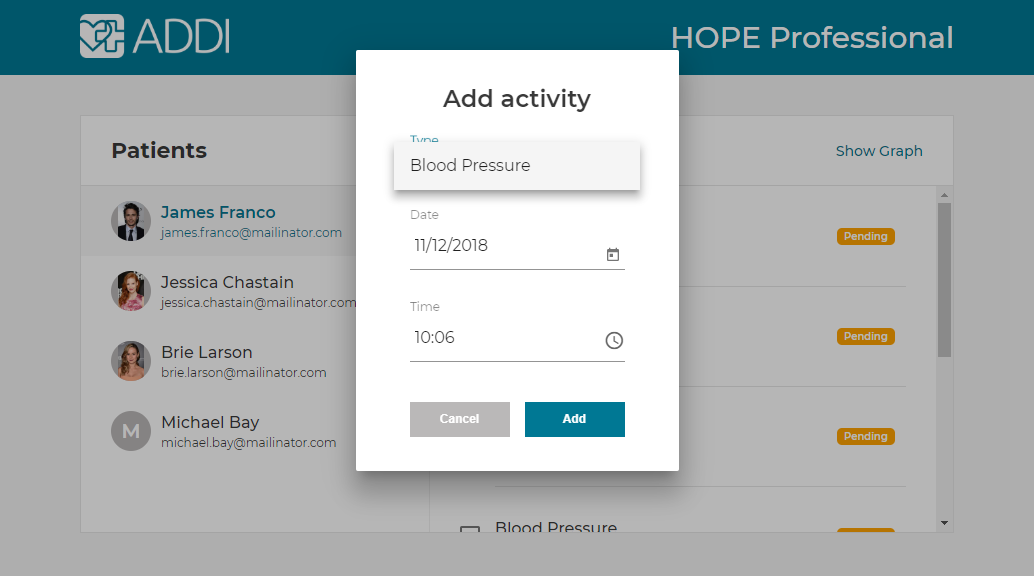 ADDI
HOPE Professional
Add activity
Patients
Type
Show Graph
Blood Pressure
James Franco
james.franco@mailinator.com
Date
Pending
11/12/2018
Jessica Chastain
jessica.chastain@mailinator.com
Time
10:06
Pending
Brie Larson
brie.larson@mailinator.com
Cancel
Add
M
Michael Bay
michael.bay@mailinator.com
Pending
Blood Pressure